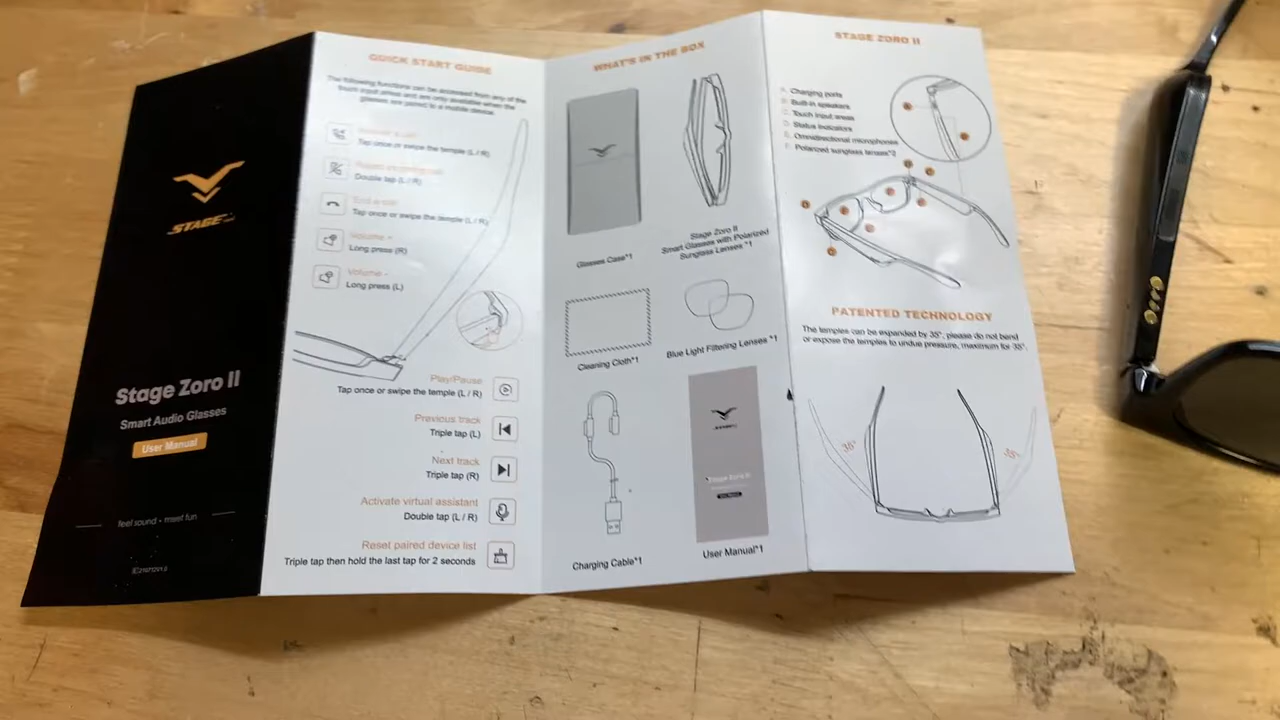 STAGE
Stage Zoro II
Smart Audio Glasses
User Manual
feel sound • meet fun
QUICK START GUIDE
The following functions can be accessed from any of the
touch input areas and are only available when the
glasses are paired to a mobile device.
Tap once or swipe the temple (L / R)
Double tap (L / R)
End a call
Tap once or swipe the temple (L / R)
Volume +
Long press (R)
Volume -
Long press (L)
Play/Pause
Tap once or swipe the temple (L / R)
Previous track
Triple tap (L)
Next track
Triple tap (R)
Activate virtual assistant
Double tap (L / R)
Reset paired device list
Triple tap then hold the last tap for 2 seconds
WHAT'S IN THE BOX
Glasses Case*1
Stage Zoro II
Smart Glasses with Polarized
Sunglass Lenses *1
Cleaning Cloth*1
Blue Light Filtering Lenses *1
Charging Cable*1
Stage Zoro II
User Manual*1
STAGE ZORO II
A. Charging ports
B. Built-in speakers
C. Touch input areas
D. Status indicators
E. Omnidirectional microphones
F. Polarized sunglass lenses*2
PATENTED TECHNOLOGY
The temples can be expanded by 35°, please do not bend
or expose the temples to undue pressure, maximum for 35°.
35°
35°